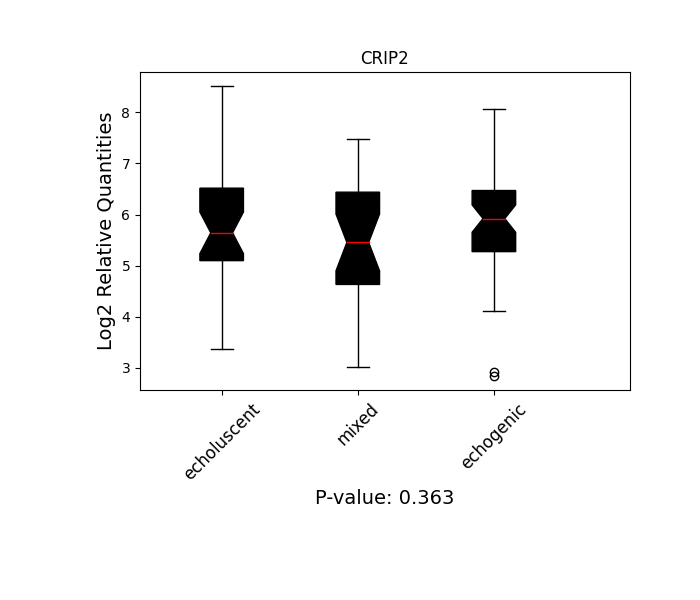 CRIP2
Log2 Relative Quantities
8
7
6
5
4
3
echoluscent
mixed
echogenic
P-value: 0.363